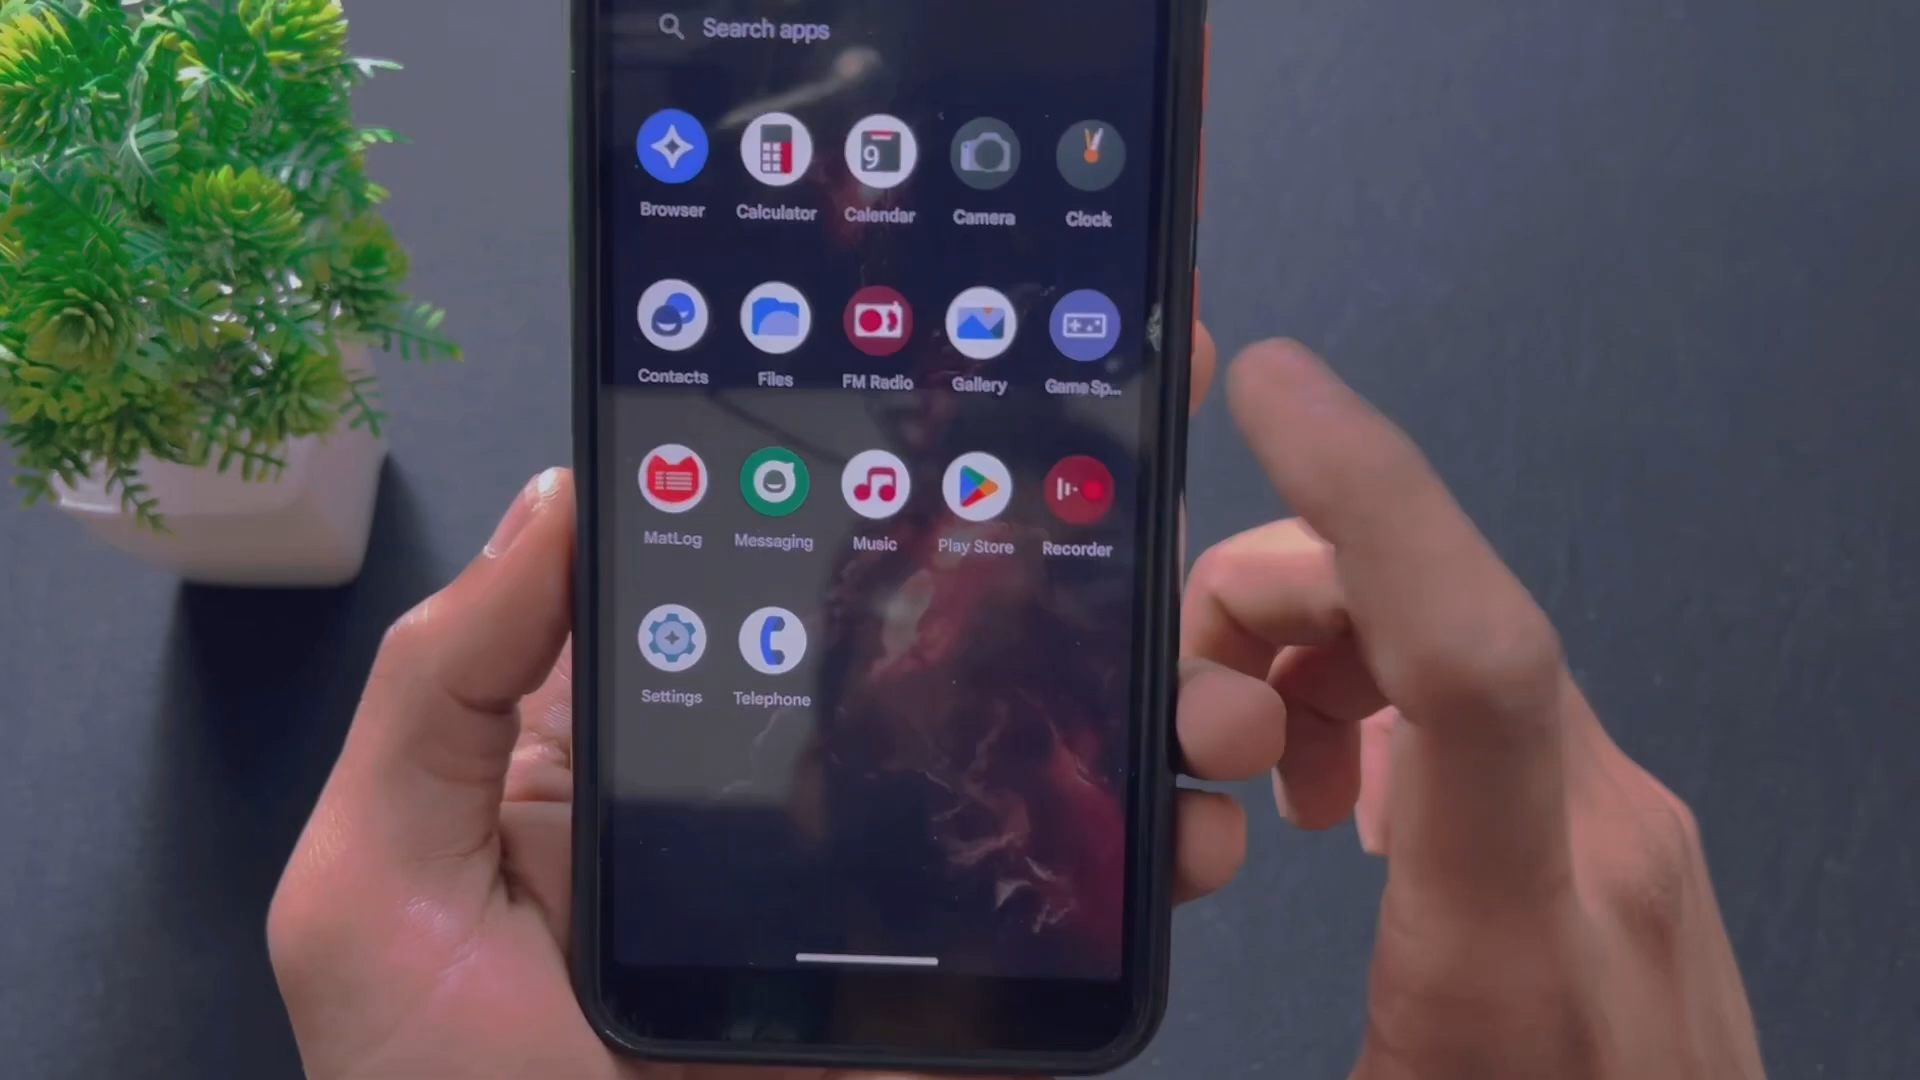 Search apps
Browser
Calculator
9
Calendar
Camera
Clock
Contacts
Files
FM Radio
Gallery
Game Sp...
MatLog
Messaging
Music
Play Store
Recorder
Settings
Telephone